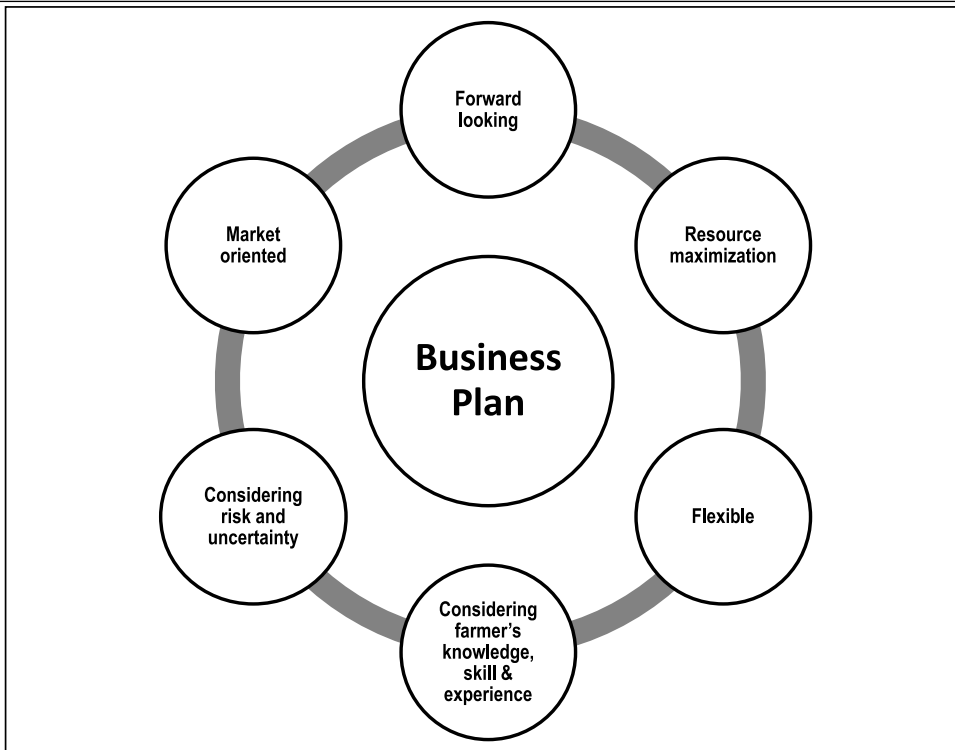 Forward
looking
Market
oriented
Resource
maximization
Business
Plan
Considering
risk and
uncertainty
Flexible
Considering
farmer’s
knowledge,
skill &
experience